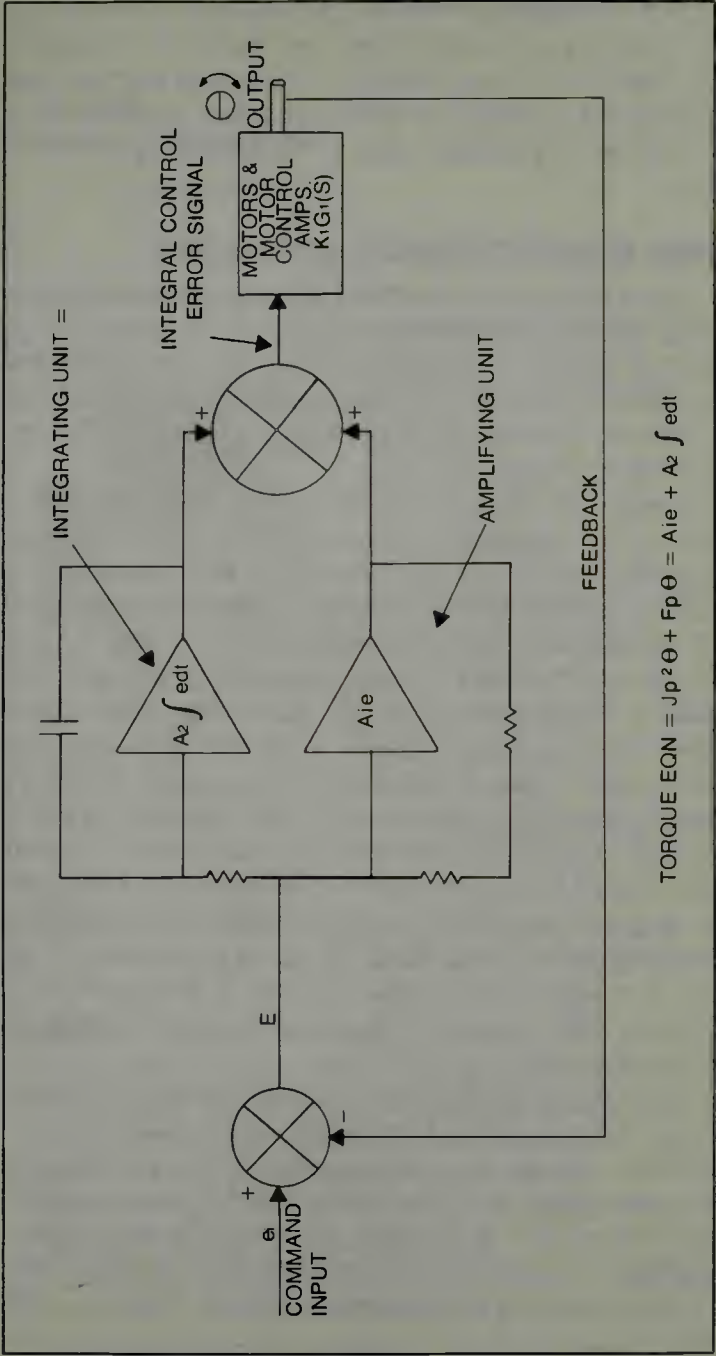 INTEGRATING UNIT =
INTEGRAL CONTROL
ERROR SIGNAL
Θ
OUTPUT
MOTORS &
MOTOR
CONTROL
AMPS.
K1G1(S)
A2 ∫ edt
+
+
Aie
AMPLIFYING UNIT
E
+
-
ei
COMMAND
INPUT
FEEDBACK
TORQUE EQN = Jp²Θ + FpΘ = Aie + A2 ∫ edt